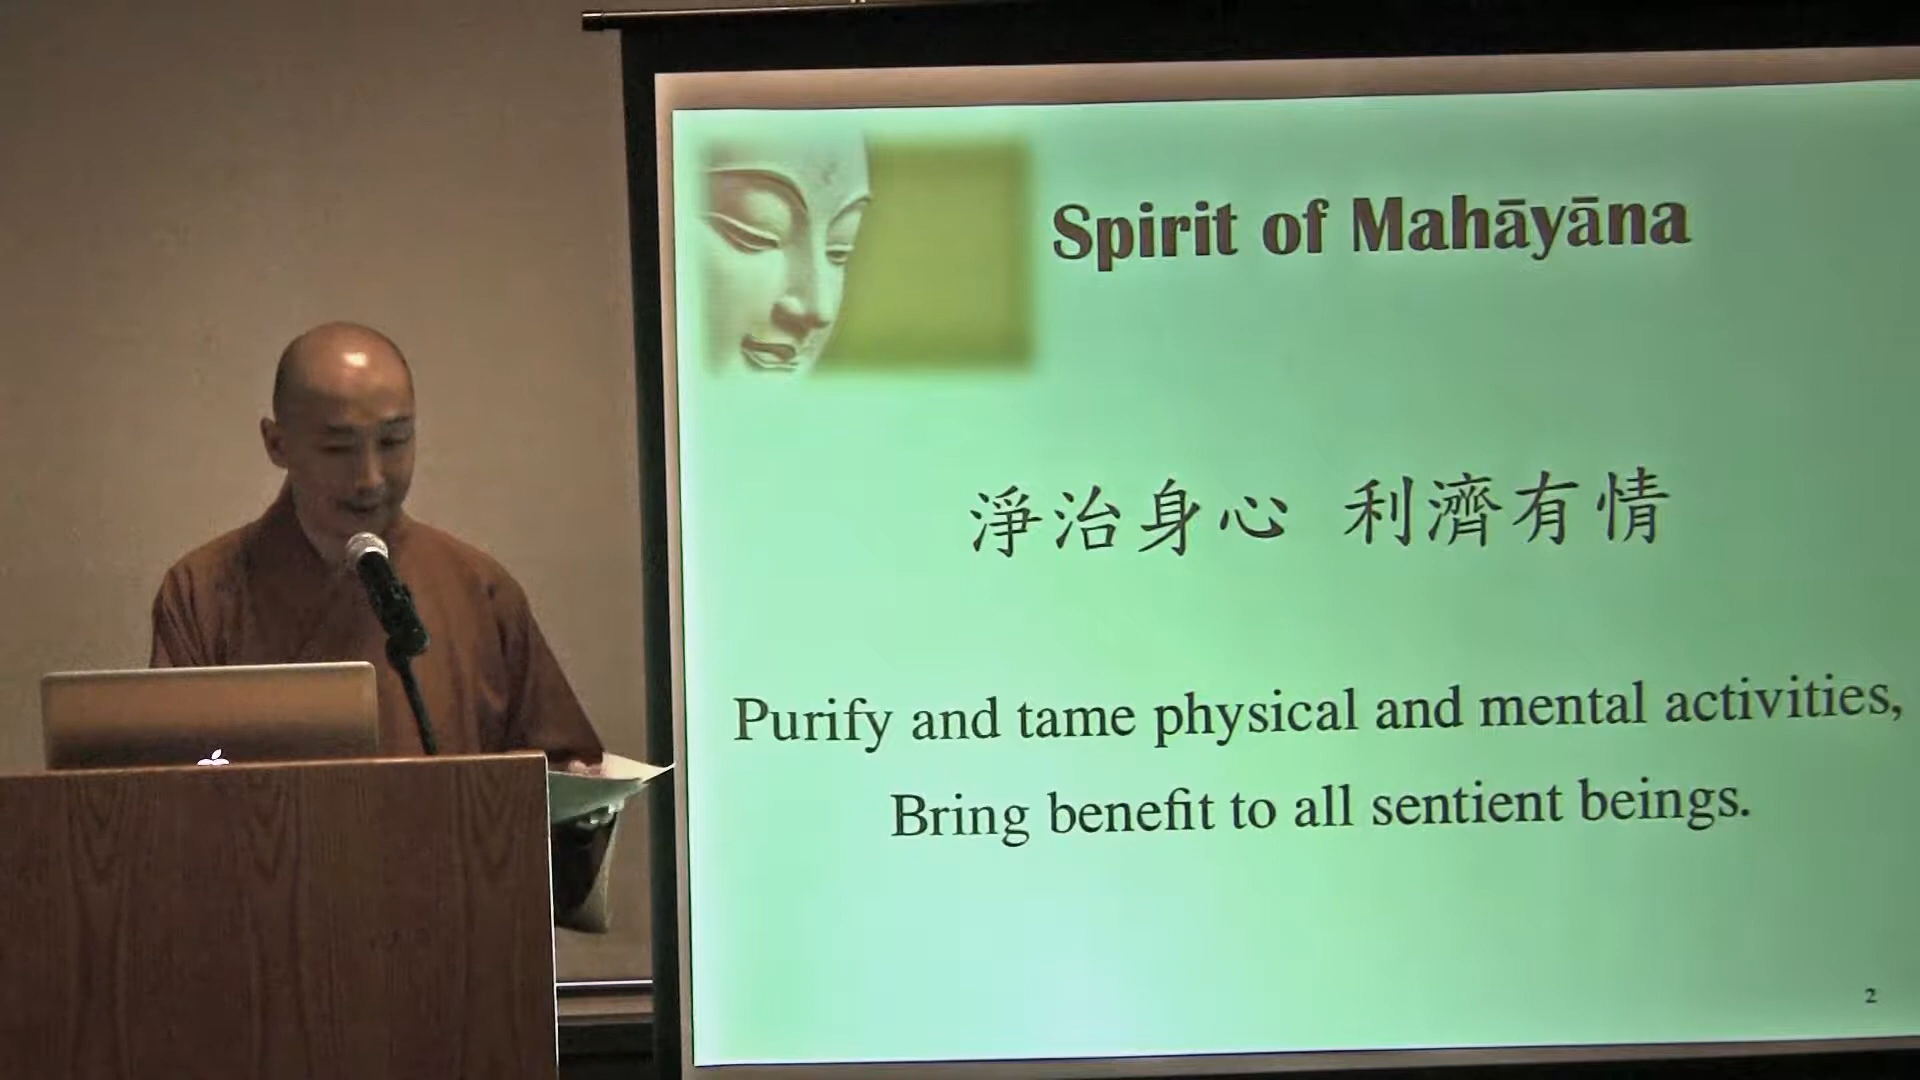 Spirit of Mahāyāna
淨治身心 利濟有情
Purify and tame physical and mental activities,
Bring benefit to all sentient beings.
2